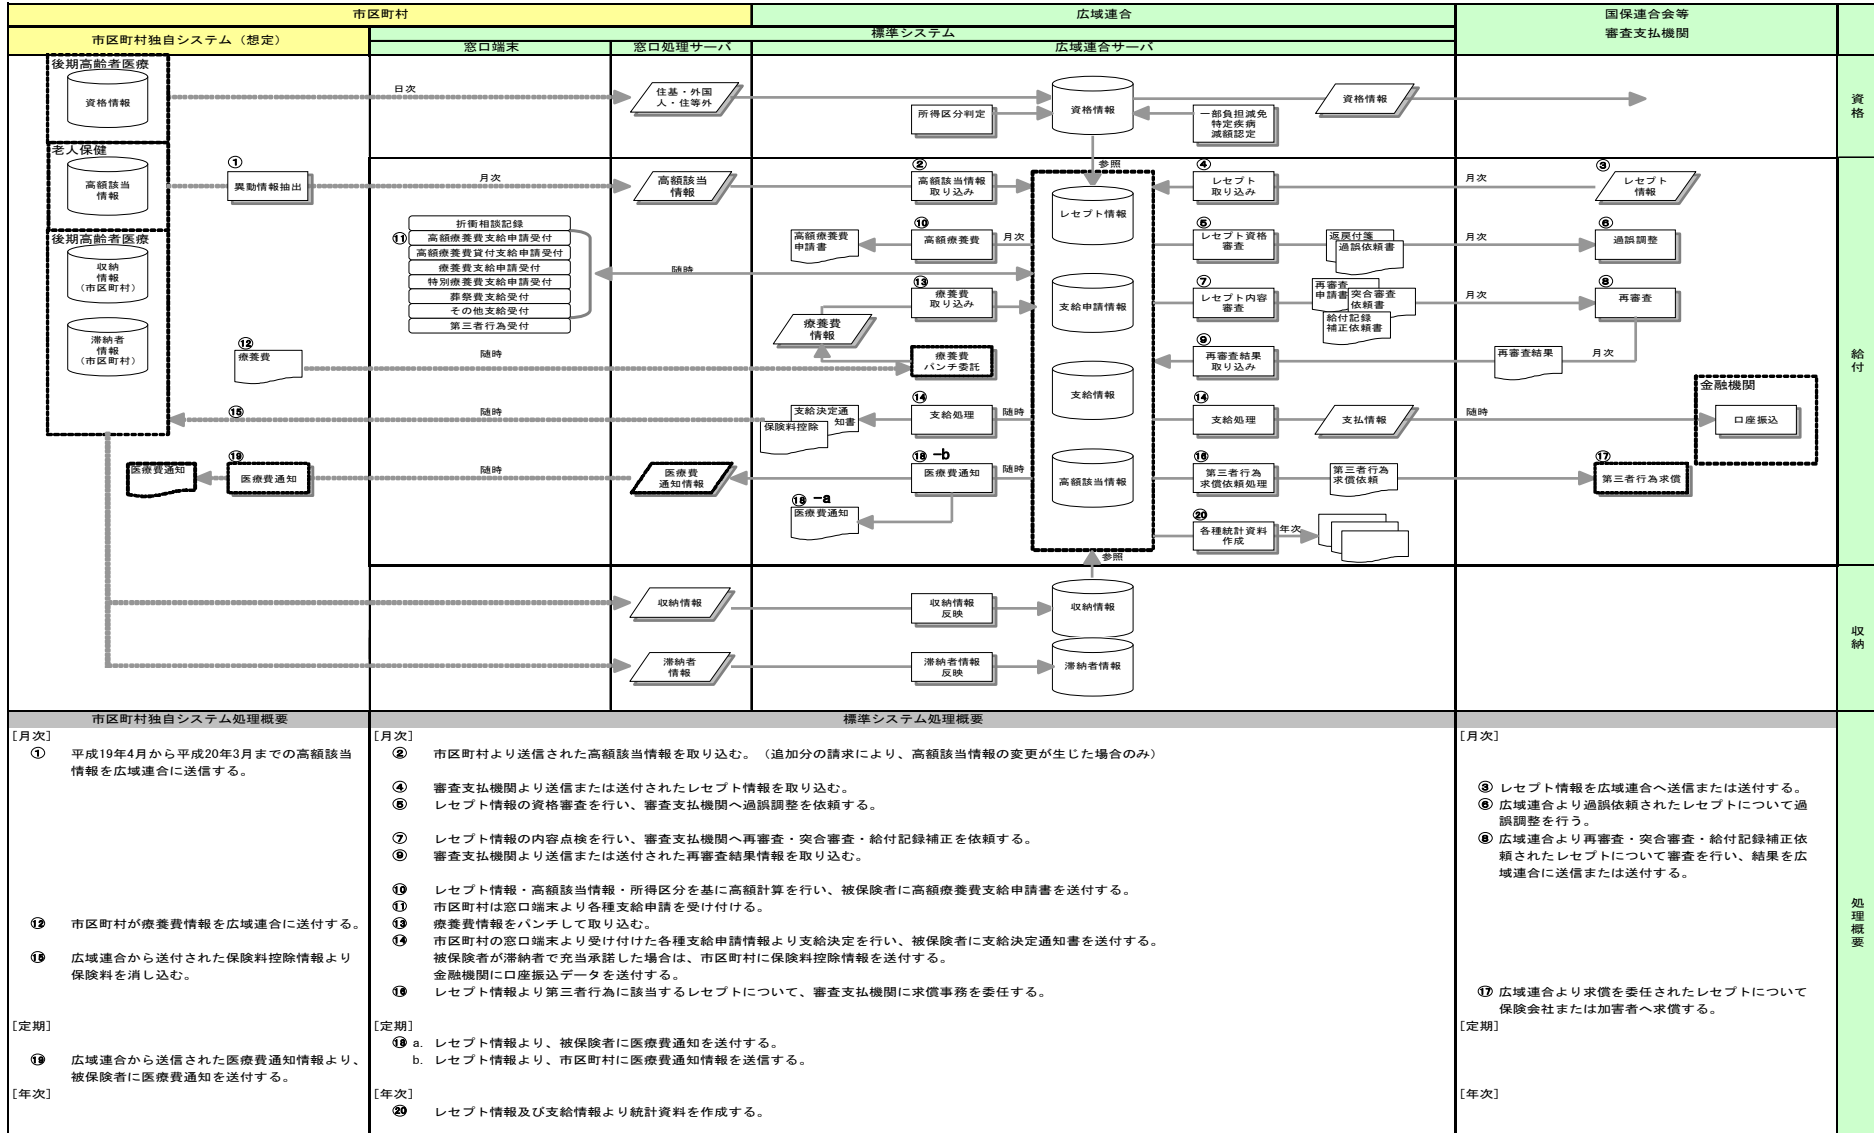 市区町村
広域連合
国保連合会等
審査支払機関
市区町村独自システム（想定）
標準システム
窓口端末
窓口処理サーバ
広域連合サーバ
後期高齢者医療
資格情報
日次
住基・外国
人・住等外
所得区分判定
資格情報
一部負担減免
特定疾病
減額認定
資格情報
資格
老人保健
高額該当
情報
①
異動情報抽出
月次
高額該当
情報
②
高額該当情報
取り込み
参照
④
レセプト
取り込み
月次
③
レセプト
情報
レセプト情報
後期高齢者医療
収納
情報
（市区町村）
滞納者
情報
（市区町村）
折衝相談記録
⑪
高額療養費支給申請受付
高額療養費貸付支給申請受付
療養費支給申請受付
特別療養費支給申請受付
葬祭費支給受付
その他支給受付
第三者行為受付
随時
高額療養費
申請書
⑩
高額療養費
月次
⑤
レセプト資格
審査
返戻付箋
過誤依頼書
月次
⑥
過誤調整
⑬
療養費
取り込み
療養費
情報
支給申請情報
⑦
レセプト内容
審査
再審査
申請書
突合審査
依頼書
給付記録
補正依頼書
月次
⑧
再審査
⑫
療養費
随時
療養費
パンチ委託
⑨
再審査結果
取り込み
再審査結果
月次
給付
支給情報
金融機関
口座振込
⑮
随時
支給決定通
知書
保険料控除
⑭
支給処理
随時
⑭
支給処理
支払情報
随時
医療費通知
⑲
医療費通知
随時
医療費
通知情報
⑱-b
医療費通知
随時
高額該当情報
⑯
第三者行為
求償依頼処理
第三者行為
求償依頼
⑰
第三者行為求償
⑱-a
医療費通知
⑳
各種統計資料
作成
年次
参照
収納情報
収納情報
反映
収納情報
収納
滞納者
情報
滞納者情報
反映
滞納者情報
市区町村独自システム処理概要
標準システム処理概要
処理概要
[月次]
① 平成19年4月から平成20年3月までの高額該当
情報を広域連合に送信する。
⑫ 市区町村が療養費情報を広域連合に送付する。
⑮ 広域連合から送付された保険料控除情報より
保険料を消し込む。
[定期]
⑲ 広域連合から送信された医療費通知情報より、
被保険者に医療費通知を送付する。
[年次]
[月次]
② 市区町村より送信された高額該当情報を取り込む。（追加分の請求により、高額該当情報の変更が生じた場合のみ）
④ 審査支払機関より送信または送付されたレセプト情報を取り込む。
⑤ レセプト情報の資格審査を行い、審査支払機関へ過誤調整を依頼する。
⑦ レセプト情報の内容点検を行い、審査支払機関へ再審査・突合審査・給付記録補正を依頼する。
⑨ 審査支払機関より送信または送付された再審査結果情報を取り込む。
⑩ レセプト情報・高額該当情報・所得区分を基に高額計算を行い、被保険者に高額療養費支給申請書を送付する。
⑪ 市区町村は窓口端末より各種支給申請を受け付ける。
⑬ 療養費情報をパンチして取り込む。
⑭ 市区町村の窓口端末より受け付けた各種支給申請情報より支給決定を行い、被保険者に支給決定通知書を送付する。
被保険者が滞納者で充当承諾した場合は、市区町村に保険料控除情報を送付する。
金融機関に口座振込データを送付する。
⑯ レセプト情報より第三者行為に該当するレセプトについて、審査支払機関に求償事務を委任する。
[定期]
⑱ a. レセプト情報より、被保険者に医療費通知を送付する。
b. レセプト情報より、市区町村に医療費通知情報を送信する。
[年次]
⑳ レセプト情報及び支給情報より統計資料を作成する。
[月次]
③ レセプト情報を広域連合へ送信または送付する。
⑥ 広域連合より過誤依頼されたレセプトについて過
誤調整を行う。
⑧ 広域連合より再審査・突合審査・給付記録補正依
頼されたレセプトについて審査を行い、結果を広
域連合に送信または送付する。
⑰ 広域連合より求償を委任されたレセプトについて
保険会社または加害者へ求償する。
[定期]
[年次]